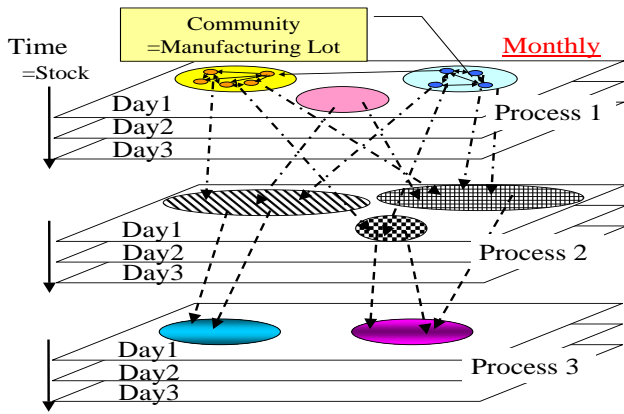 Community
=Manufacturing Lot
Time
=Stock
Monthly
Day1
Day2
Day3
Process 1
Day1
Day2
Day3
Process 2
Day1
Day2
Day3
Process 3